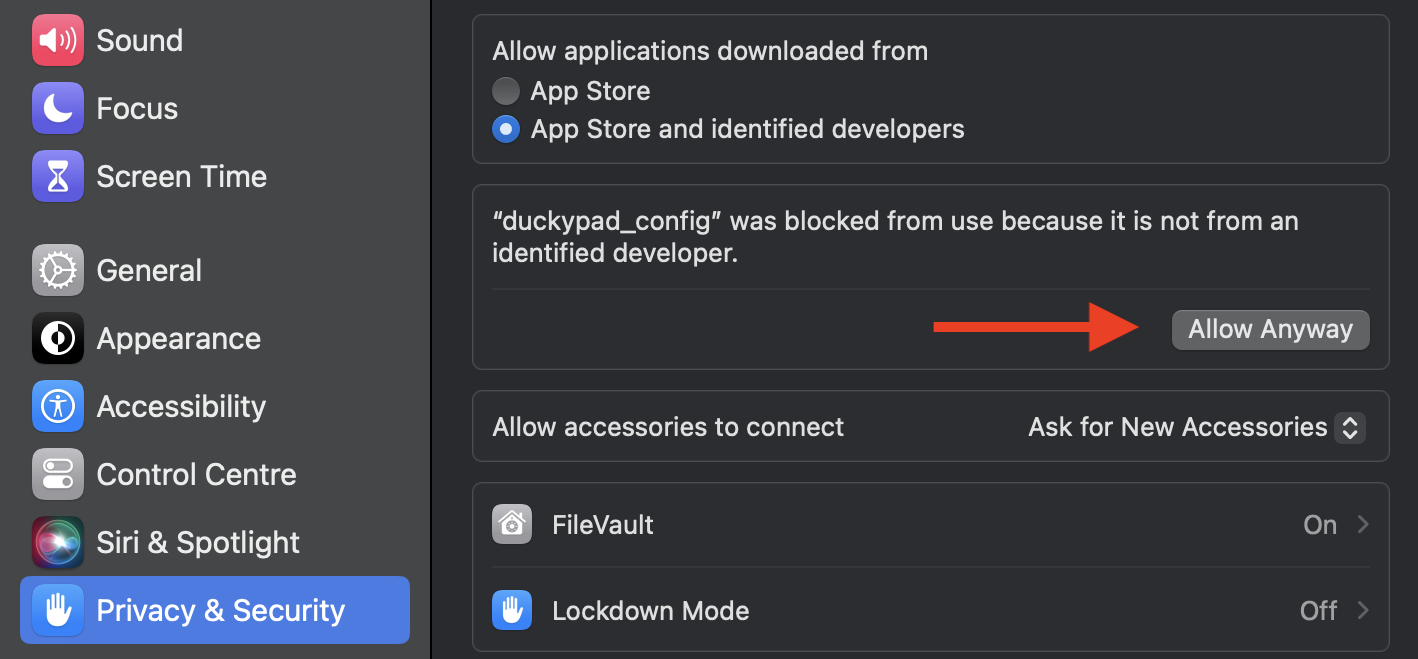 Sound
Focus
Screen Time
General
Appearance
Accessibility
Control Centre
Siri & Spotlight
Privacy & Security
Allow applications downloaded from
App Store
App Store and identified developers
“duckypad_config” was blocked from use because it is not from an
identified developer.
Allow Anyway
Allow accessories to connect
Ask for New Accessories
FileVault
On
Lockdown Mode
Off